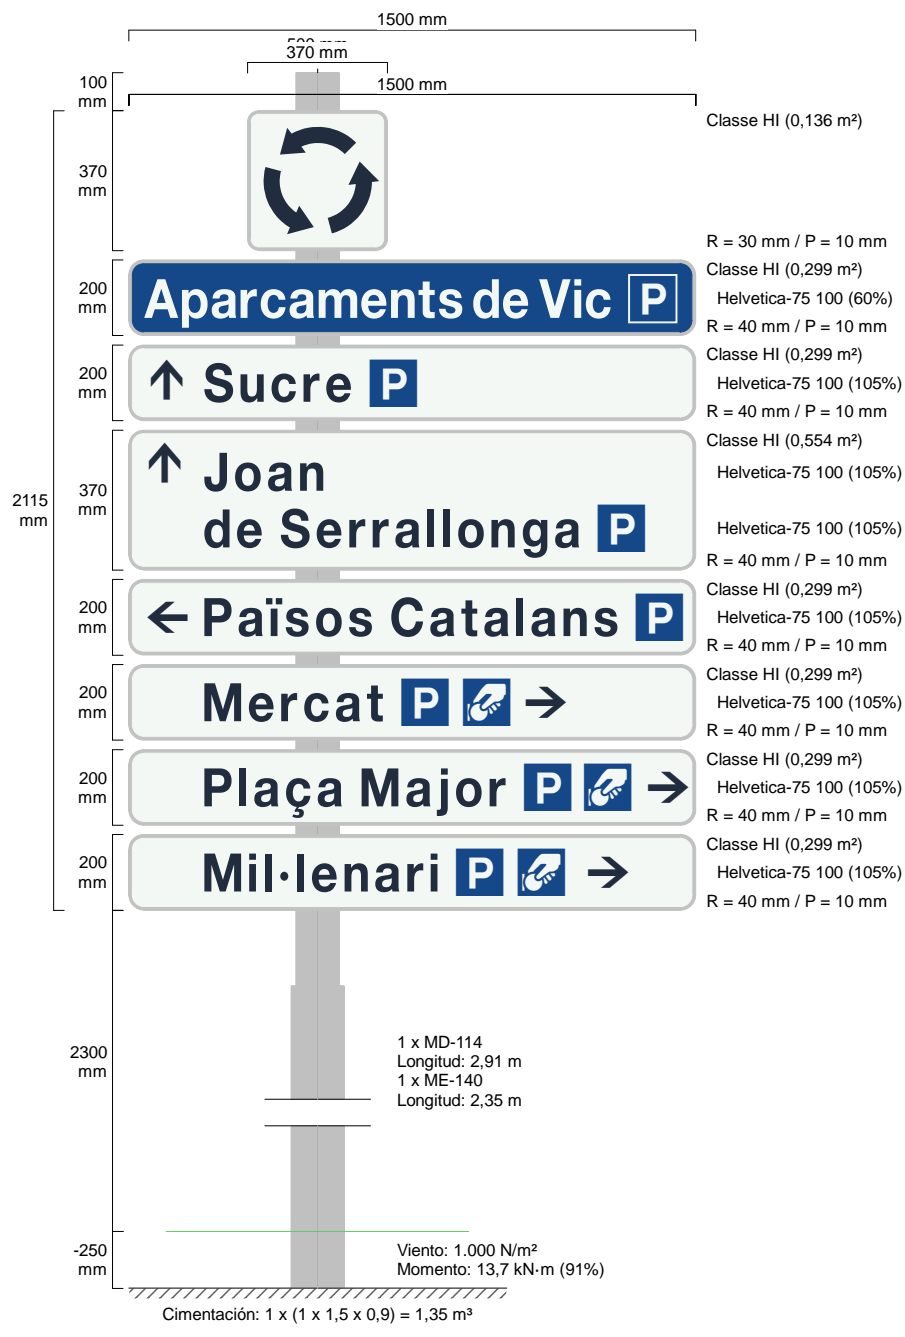 1500 mm
370 mm
1500 mm
100 mm
Classe HI (0,136 m²)
370 mm
R = 30 mm / P = 10 mm
200 mm
Aparcaments de Vic P
Classe HI (0,299 m²)
Helvetica-75 100 (60%)
R = 40 mm / P = 10 mm
200 mm
Sucre P
Classe HI (0,299 m²)
Helvetica-75 100 (105%)
R = 40 mm / P = 10 mm
2115 mm
370 mm
Joan
de Serrallonga P
Classe HI (0,554 m²)
Helvetica-75 100 (105%)
Helvetica-75 100 (105%)
R = 40 mm / P = 10 mm
200 mm
Països Catalans P
Classe HI (0,299 m²)
Helvetica-75 100 (105%)
R = 40 mm / P = 10 mm
200 mm
Mercat P
Classe HI (0,299 m²)
Helvetica-75 100 (105%)
R = 40 mm / P = 10 mm
200 mm
Plaça Major P
Classe HI (0,299 m²)
Helvetica-75 100 (105%)
R = 40 mm / P = 10 mm
200 mm
Mil·lenari P
Classe HI (0,299 m²)
Helvetica-75 100 (105%)
R = 40 mm / P = 10 mm
2300 mm
1 x MD-114
Longitud: 2,91 m
1 x ME-140
Longitud: 2,35 m
-250 mm
Viento: 1.000 N/m²
Momento: 13,7 kN·m (91%)
Cimentación: 1 x (1 x 1,5 x 0,9) = 1,35 m³